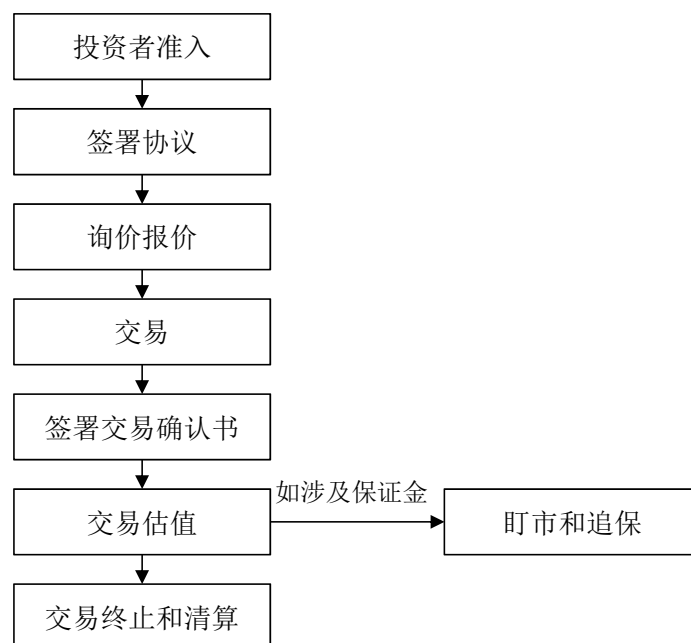 投资者准入
签署协议
询价报价
交易
签署交易确认书
如涉及保证金
交易估值
盯市和追保
交易终止和清算